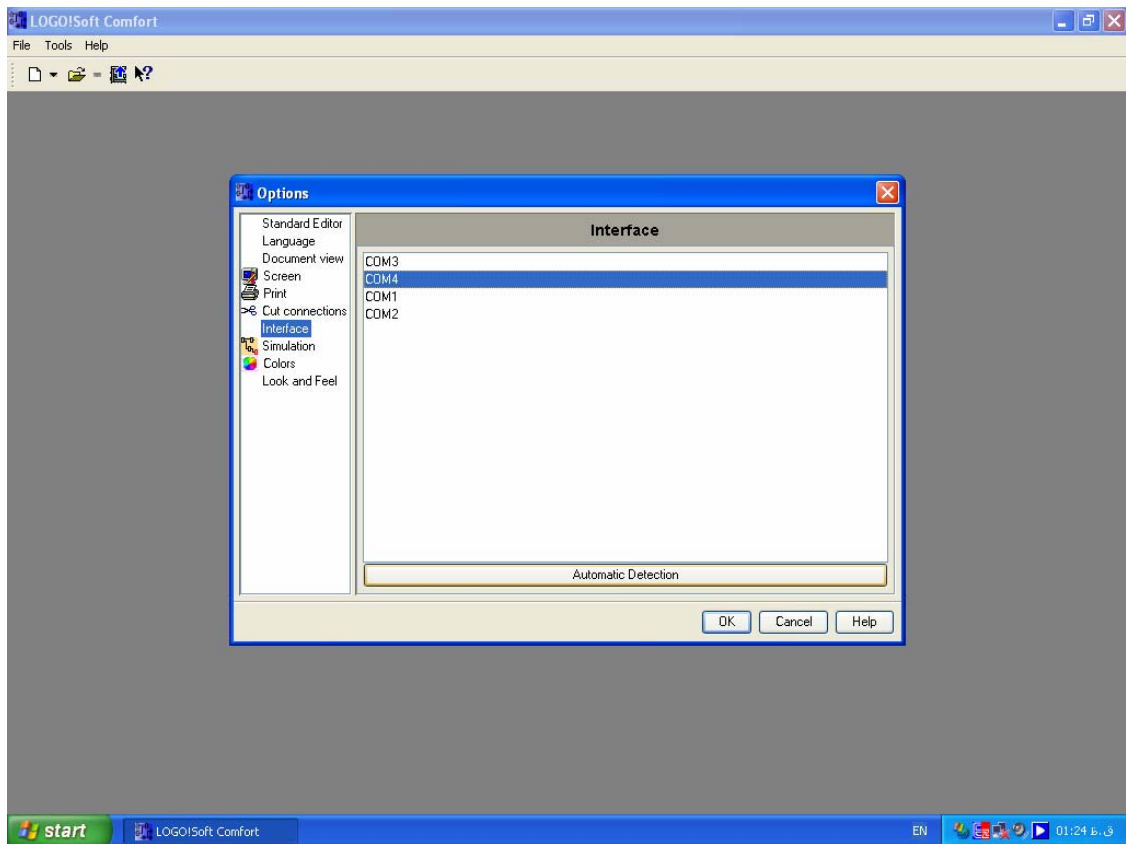 LOGO!Soft Comfort
File Tools Help
Options
Standard Editor
Language
Document view
Screen
Print
Cut connections
Interface
Simulation
Colors
Look and Feel
Interface
COM3
COM4
COM1
COM2
Automatic Detection
OK Cancel Help
start LOGO!Soft Comfort EN 01:24 ق.ظ